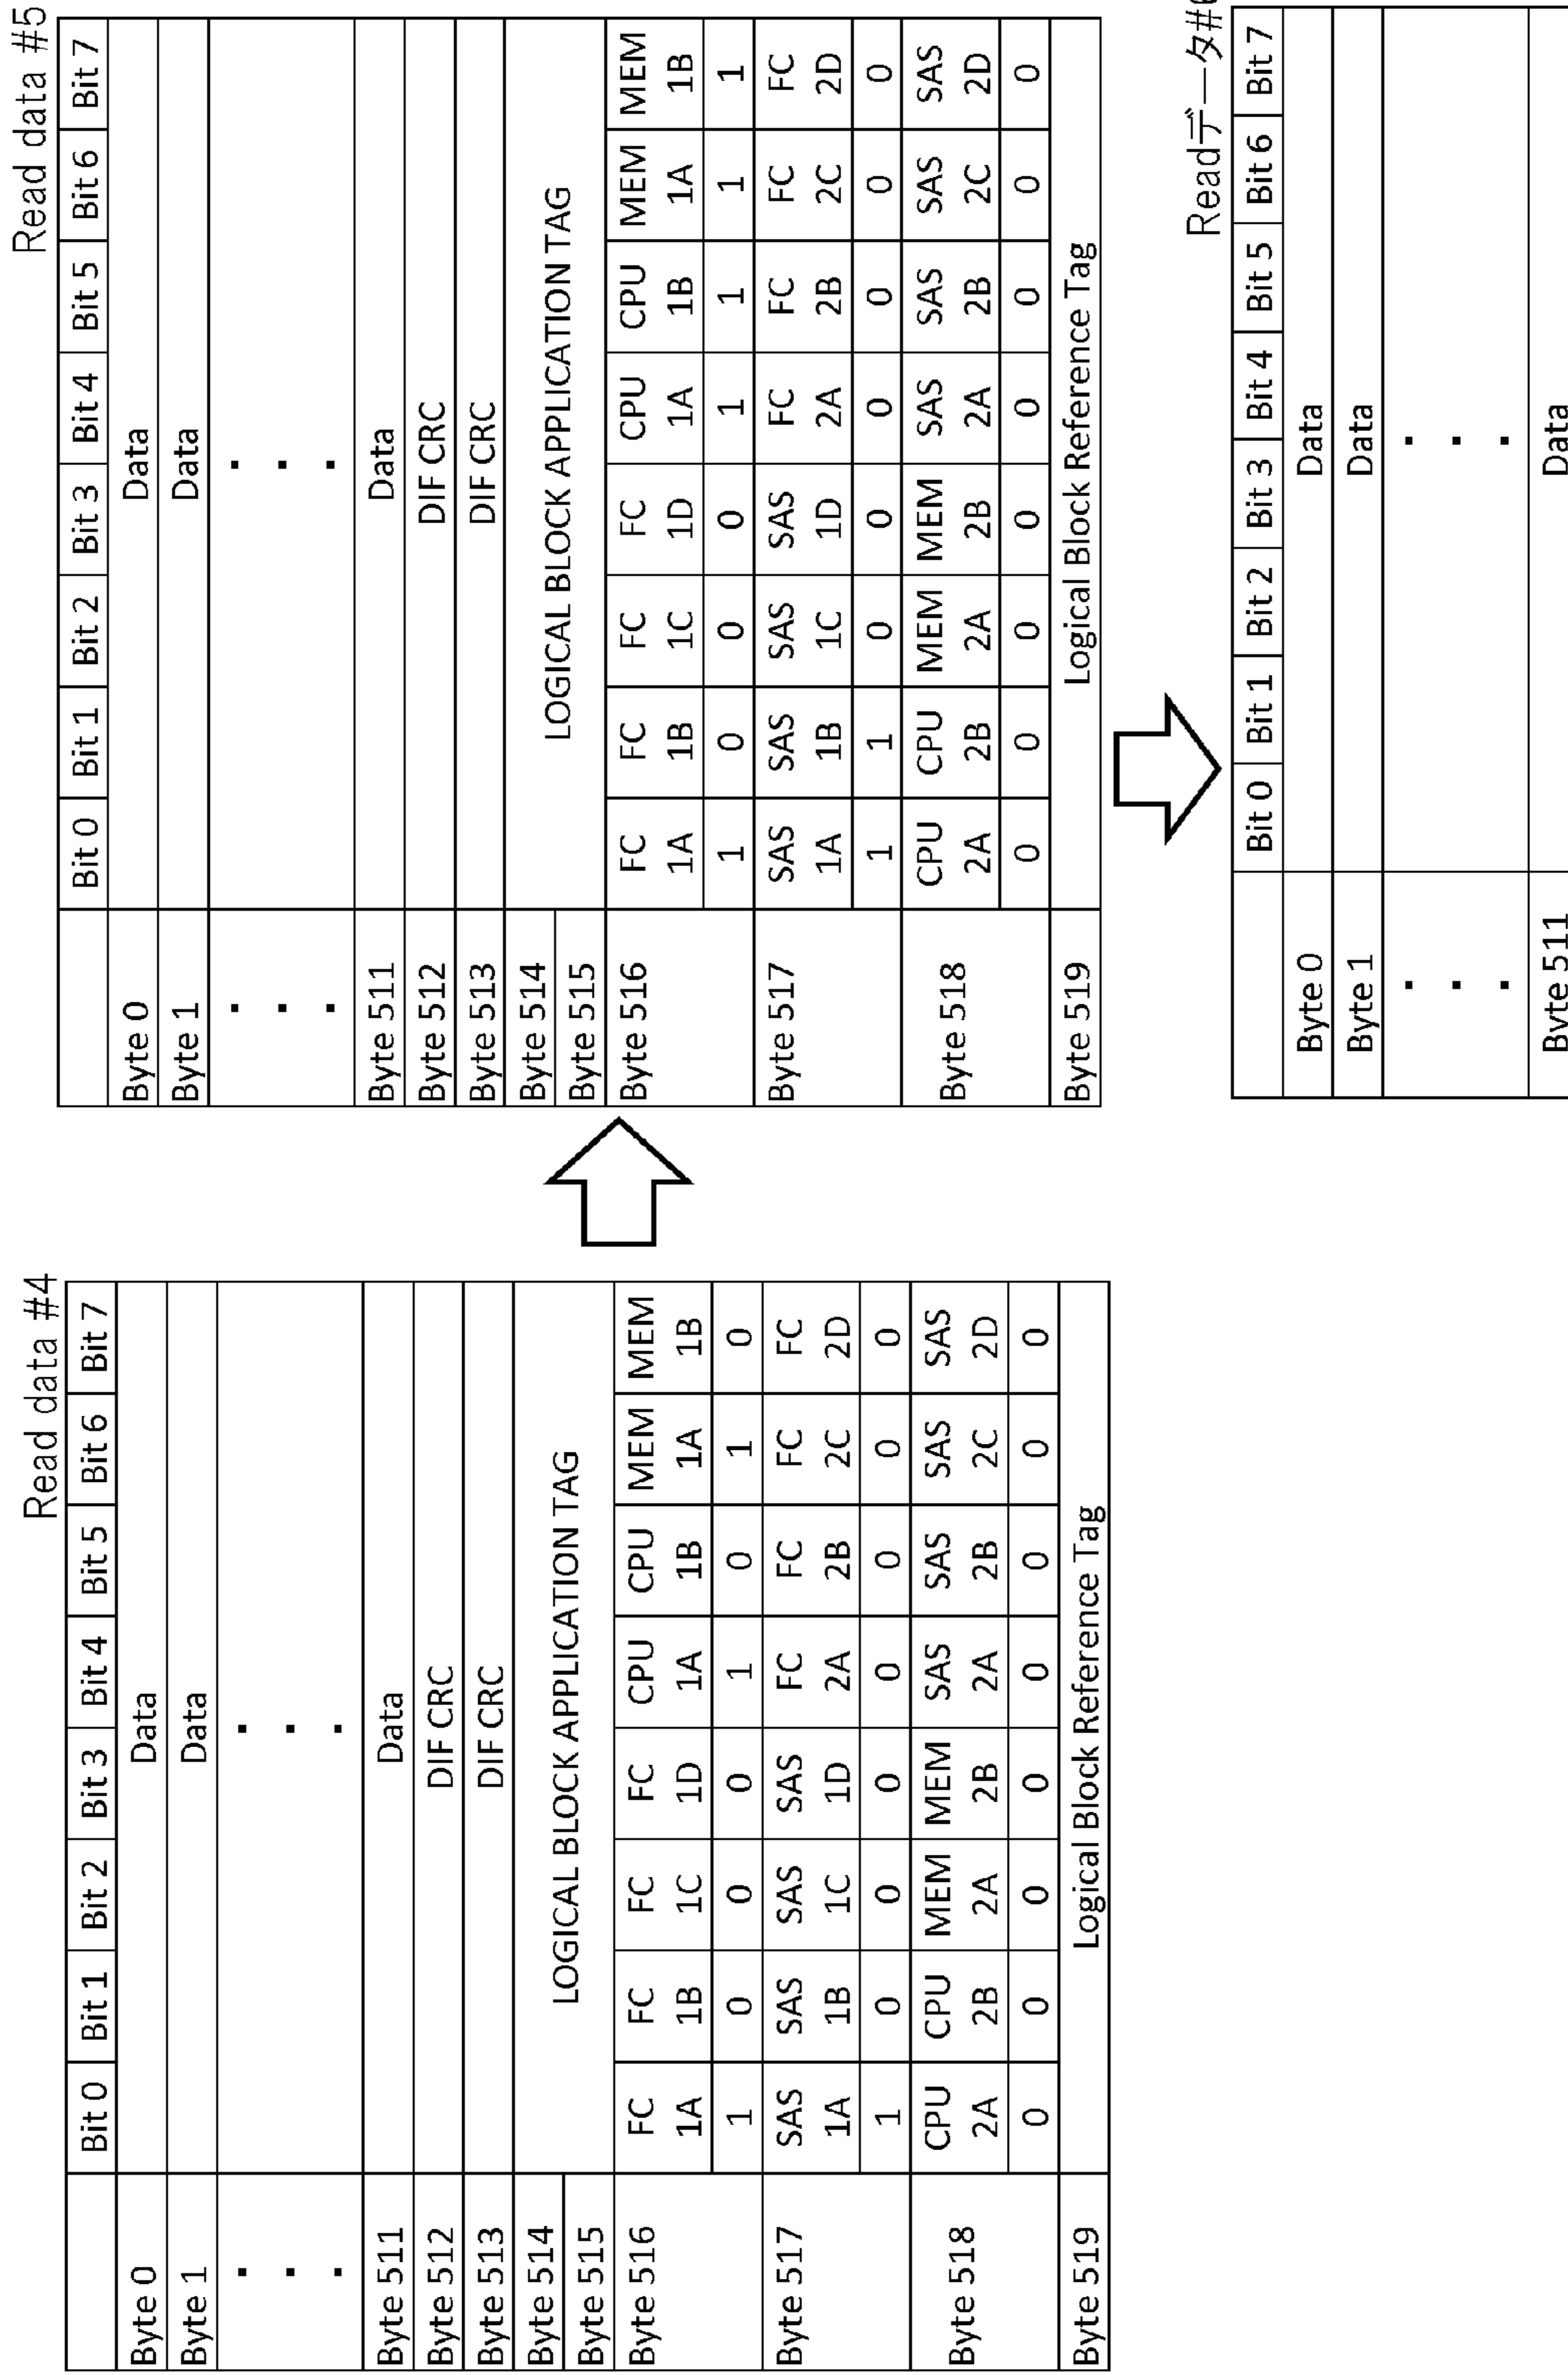 Read data #4
Bit 0 Bit 1 Bit 2 Bit 3 Bit 4 Bit 5 Bit 6 Bit 7
Byte 0 Data
Byte 1 Data
. . .
Byte 511 Data
Byte 512 DIF CRC
Byte 513 DIF CRC
Byte 514 LOGICAL BLOCK APPLICATION TAG
Byte 515
Byte 516 FC FC FC FC CPU CPU MEM MEM
1A 1B 1C 1D 1A 1B 1A 1B
1 0 0 0 1 0 1 0
Byte 517 SAS SAS SAS SAS FC FC FC FC
1A 1B 1C 1D 2A 2B 2C 2D
1 0 0 0 0 0 0 0
Byte 518 CPU CPU MEM MEM SAS SAS SAS SAS
2A 2B 2A 2B 2A 2B 2C 2D
0 0 0 0 0 0 0 0
Byte 519 Logical Block Reference Tag
Read data #5
Bit 0 Bit 1 Bit 2 Bit 3 Bit 4 Bit 5 Bit 6 Bit 7
Byte 0 Data
Byte 1 Data
. . .
Byte 511 Data
Byte 512 DIF CRC
Byte 513 DIF CRC
Byte 514 LOGICAL BLOCK APPLICATION TAG
Byte 515
Byte 516 FC FC FC FC CPU CPU MEM MEM
1A 1B 1C 1D 1A 1B 1A 1B
1 0 0 0 1 1 1 1
Byte 517 SAS SAS SAS SAS FC FC FC FC
1A 1B 1C 1D 2A 2B 2C 2D
1 1 0 0 0 0 0 0
Byte 518 CPU CPU MEM MEM SAS SAS SAS SAS
2A 2B 2A 2B 2A 2B 2C 2D
0 0 0 0 0 0 0 0
Byte 519 Logical Block Reference Tag
Readデータ#
Bit 0 Bit 1 Bit 2 Bit 3 Bit 4 Bit 5 Bit 6 Bit 7
Byte 0 Data
Byte 1 Data
. . .
Byte 511 Data